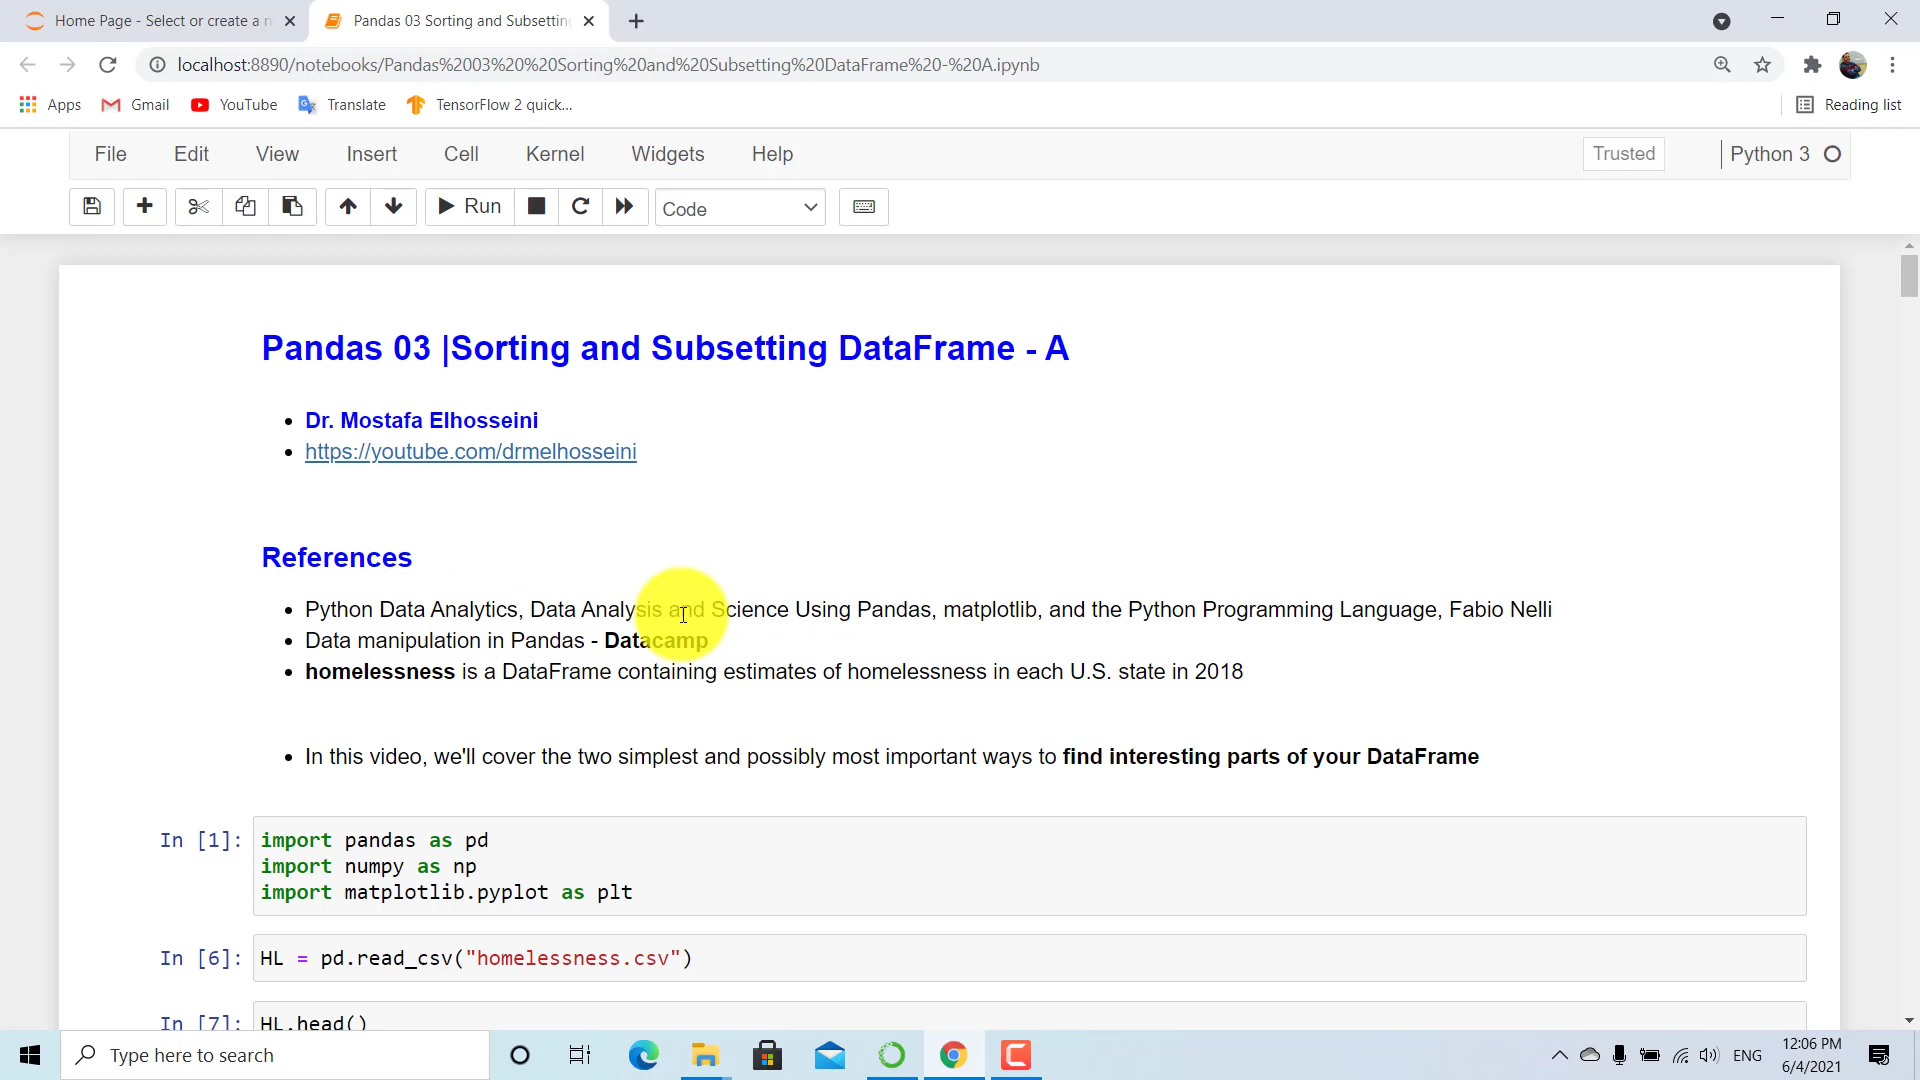 Home Page - Select or create a n
Pandas 03 Sorting and Subsetting
localhost:8890/notebooks/Pandas%2003%20%20Sorting%20and%20Subsetting%20DataFrame%20-%20A.ipynb
Apps Gmail YouTube Translate TensorFlow 2 quick... Reading list
File Edit View Insert Cell Kernel Widgets Help Trusted Python 3
Run Code
Pandas 03 |Sorting and Subsetting DataFrame - A
Dr. Mostafa Elhosseini
https://youtube.com/drmelhosseini
References
Python Data Analytics, Data Analysis and Science Using Pandas, matplotlib, and the Python Programming Language, Fabio Nelli
Data manipulation in Pandas - Datacamp
homelessness is a DataFrame containing estimates of homelessness in each U.S. state in 2018
In this video, we'll cover the two simplest and possibly most important ways to find interesting parts of your DataFrame
In [1]: import pandas as pd
import numpy as np
import matplotlib.pyplot as plt
In [6]: HL = pd.read_csv("homelessness.csv")
In [7]: HL.head()
Type here to search
ENG
12:06 PM
6/4/2021